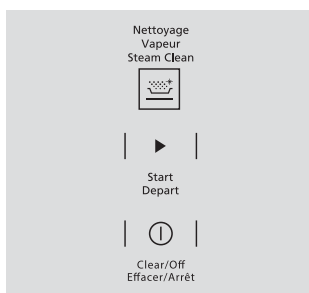 Nettoyage
Vapeur
Steam Clean
Start
Depart
Clear/Off
Effacer/Arrêt